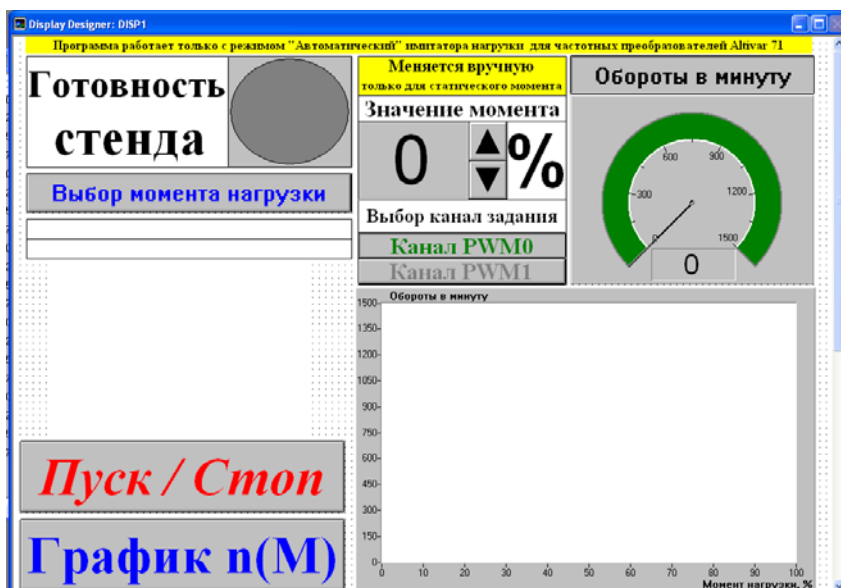 Display Designer: DISP1
Программа работает только с режимом "Автоматический" имитатора нагрузки для частотных преобразователей Altivar 71
Готовность
стенда
Выбор момента нагрузки
Меняется вручную
только для статического момента
Значение момента
0
%
Выбор канал задания
Канал PWM0
Канал PWM1
Обороты в минуту
600
900
300
1200
0
1500
0
Обороты в минуту
1500
1350
1200
1050
900
750
600
450
300
150
0
0 10 20 30 40 50 60 70 80 90 100
Момент нагрузки, %
Пуск / Стоп
График n(M)